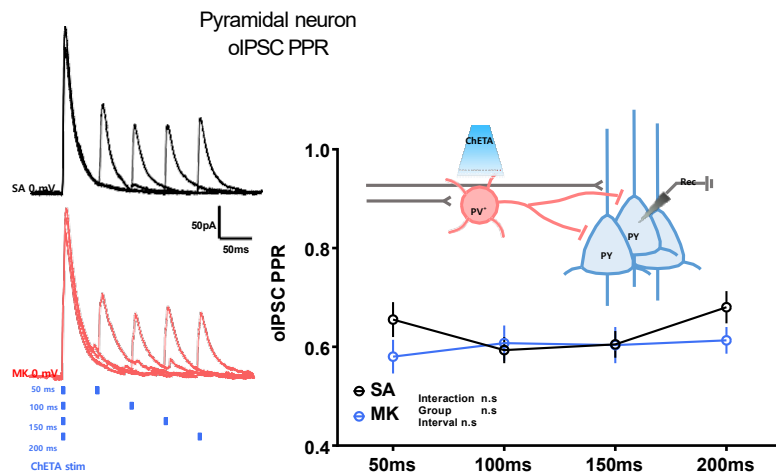 Pyramidal neuron
oIPSC PPR
SA 0 mV
50pA
50ms
MK 0 mV
50 ms
100 ms
150 ms
200 ms
ChETA stim
oIPSC PPR
1.0
0.8
0.6
0.4
50ms
100ms
150ms
200ms
ChETA
PV+
Rec
PY
PY
SA
MK
Interaction n.s
Group n.s
Interval n.s